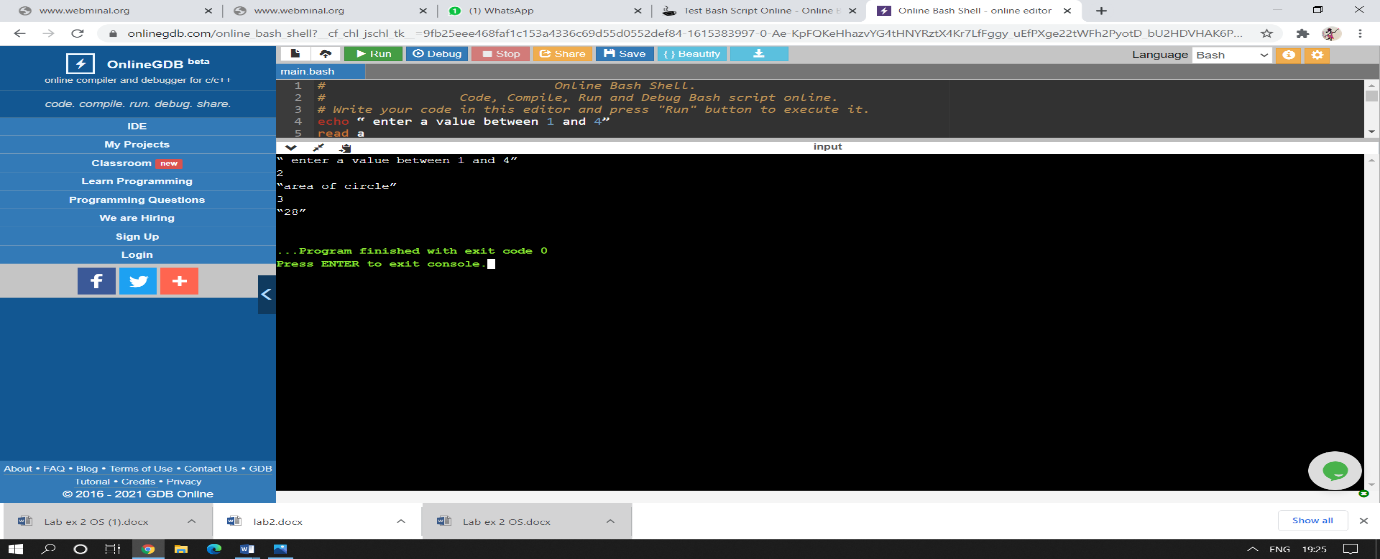 www.webminal.org
www.webminal.org
(1) WhatsApp
Test Bash Script Online - Online B
Online Bash Shell - online editor
onlinegdb.com/online_bash_shell?__cf_chl_jschl_tk__=9fb25eee468faf1c153a4336c69d55d0552def84-1615383997-0-Ae-KpFQKeHhazvYG4tHNYRztX4Kr7LfFggy_uEfPXge22tWFh2PyotD_bU2HDVHAK6P...
OnlineGDB beta
online compiler and debugger for c/c++
code. compile. run. debug. share.
IDE
My Projects
Classroom new
Learn Programming
Programming Questions
We are Hiring
Sign Up
Login
About • FAQ • Blog • Terms of Use • Contact Us • GDB
Tutorial • Credits • Privacy
© 2016 - 2021 GDB Online
Run Debug Stop Share Save { } Beautify
Language Bash
main.bash
1 # Online Bash Shell.
2 # Code, Compile, Run and Debug Bash script online.
3 # Write your code in this editor and press "Run" button to execute it.
4 echo “ enter a value between 1 and 4”
5 read a
input
“ enter a value between 1 and 4”
2
“area of circle”
3
“28”
...Program finished with exit code 0
Press ENTER to exit console.
Lab ex 2 OS (1).docx
lab2.docx
Lab ex 2 OS.docx
Show all
ENG 19:25